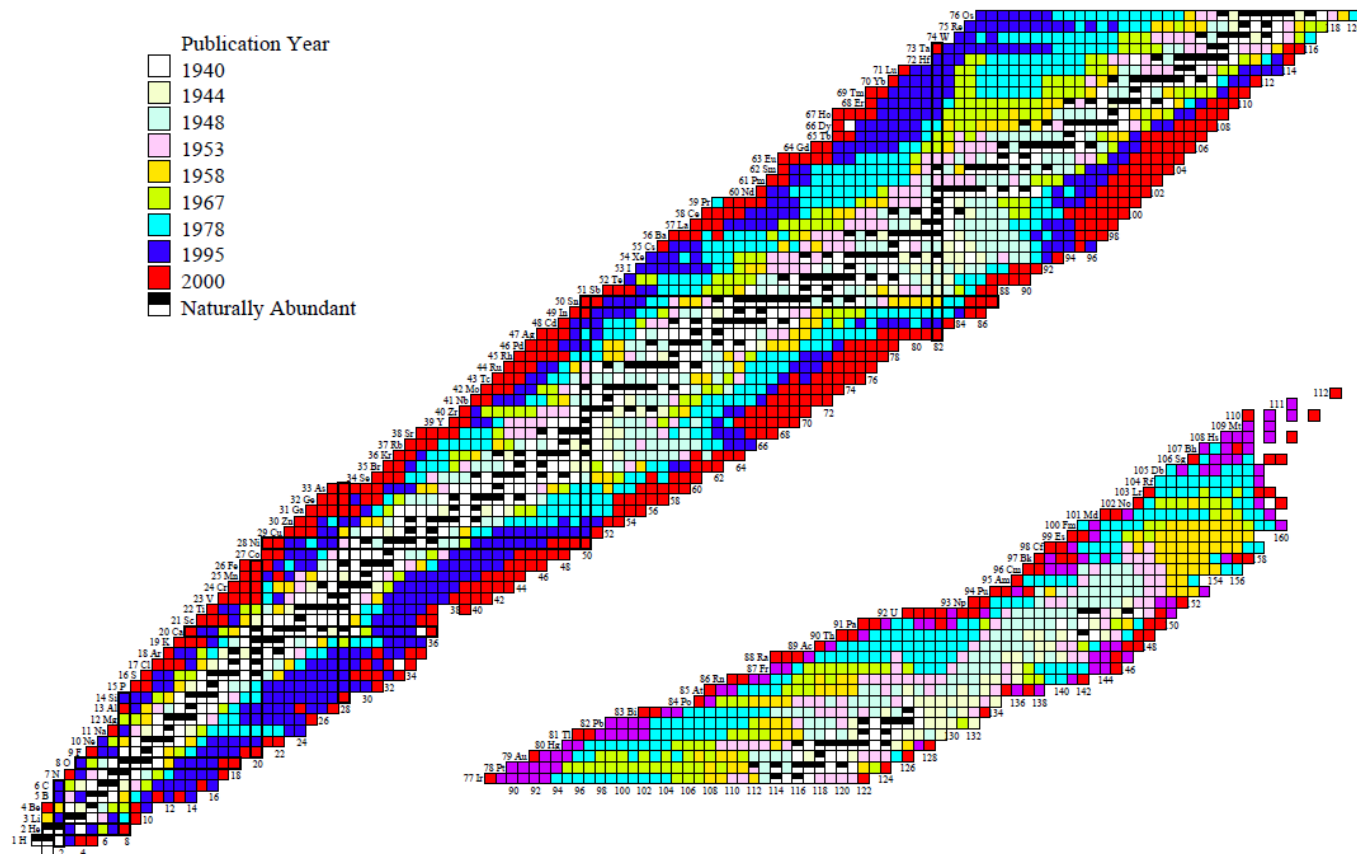 Publication Year
1940
1944
1948
1953
1958
1967
1978
1995
2000
Naturally Abundant
76 Os
75 Re
74 W
73 Ta
72 Hf
71 Lu
70 Yb
69 Tm
68 Er
67 Ho
66 Dy
65 Tb
64 Gd
63 Eu
62 Sm
61 Pm
60 Nd
59 Pr
58 Ce
57 La
56 Ba
55 Cs
54 Xe
53 I
52 Te
51 Sb
50 Sn
49 In
48 Cd
47 Ag
46 Pd
45 Rh
44 Ru
43 Tc
42 Mo
41 Nb
40 Zr
39 Y
38 Sr
37 Rb
36 Kr
35 Br
34 Se
33 As
32 Ge
31 Ga
30 Zn
29 Cu
28 Ni
27 Co
26 Fe
25 Mn
24 Cr
23 V
22 Ti
21 Sc
20 Ca
19 K
18 Ar
17 Cl
16 S
15 P
14 Si
13 Al
12 Mg
11 Na
10 Ne
9 F
8 O
7 N
6 C
5 B
4 Be
3 Li
2 He
1 H
2
4
6
8
10
12
14
16
18
20
22
24
26
28
30
32
34
36
38
40
42
44
46
48
50
52
54
56
58
60
62
64
66
68
70
72
74
76
78
80
82
84
86
88
90
92
94
96
98
100
102
104
106
108
110
112
114
116
118
112
111
110
109 Mt
108 Hs
107 Bh
106 Sg
105 Db
104 Rf
103 Lr
102 No
101 Md
100 Fm
99 Es
98 Cf
97 Bk
96 Cm
95 Am
94 Pu
93 Np
92 U
91 Pa
90 Th
89 Ac
88 Ra
87 Fr
86 Rn
85 At
84 Po
83 Bi
82 Pb
81 Tl
80 Hg
79 Au
78 Pt
77 Ir
90
92
94
96
98
100
102
104
106
108
110
112
114
116
118
120
122
124
126
128
130
132
134
136
138
140
142
144
46
148
50
152
154
156
158
160